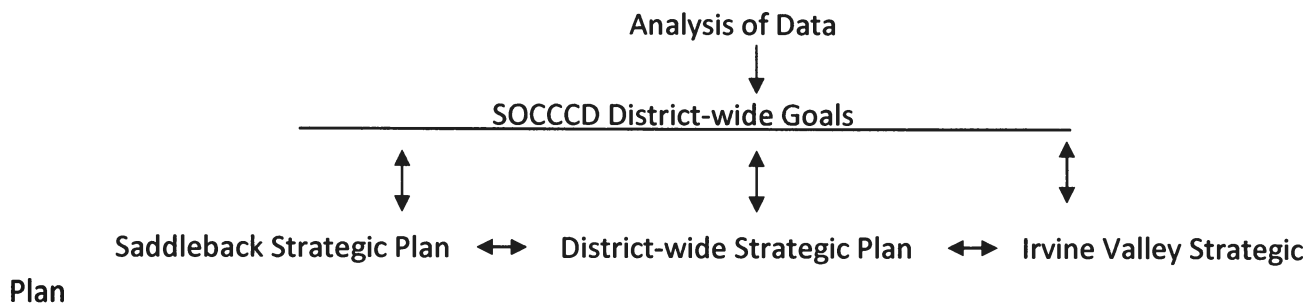 Analysis of Data
SOCCCD District-wide Goals
Saddleback Strategic Plan District-wide Strategic Plan Irvine Valley Strategic
Plan